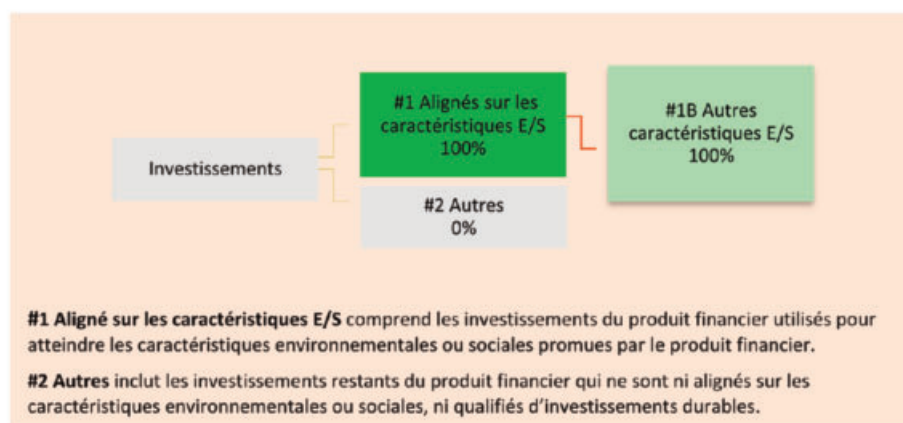 #1 Alignés sur les
caractéristiques E/S
100%
#1B Autres
caractéristiques E/S
100%
Investissements
#2 Autres
0%
#1 Aligné sur les caractéristiques E/S comprend les investissements du produit financier utilisés pour
atteindre les caractéristiques environnementales ou sociales promues par le produit financier.
#2 Autres inclut les investissements restants du produit financier qui ne sont ni alignés sur les
caractéristiques environnementales ou sociales, ni qualifiés d’investissements durables.